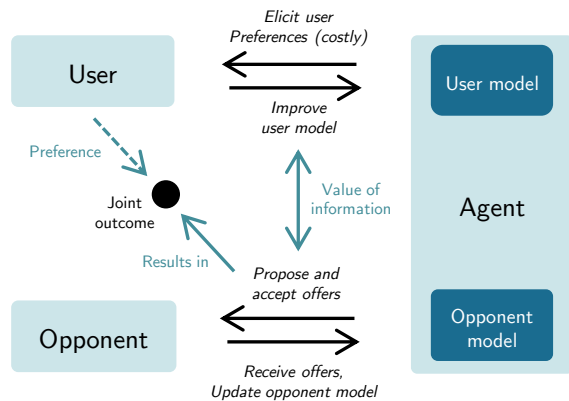 Elicit user
Preferences (costly)
User
User model
Improve
user model
Preference
Joint
outcome
Value of
information
Agent
Results in
Propose and
accept offers
Opponent
Opponent
model
Receive offers,
Update opponent model